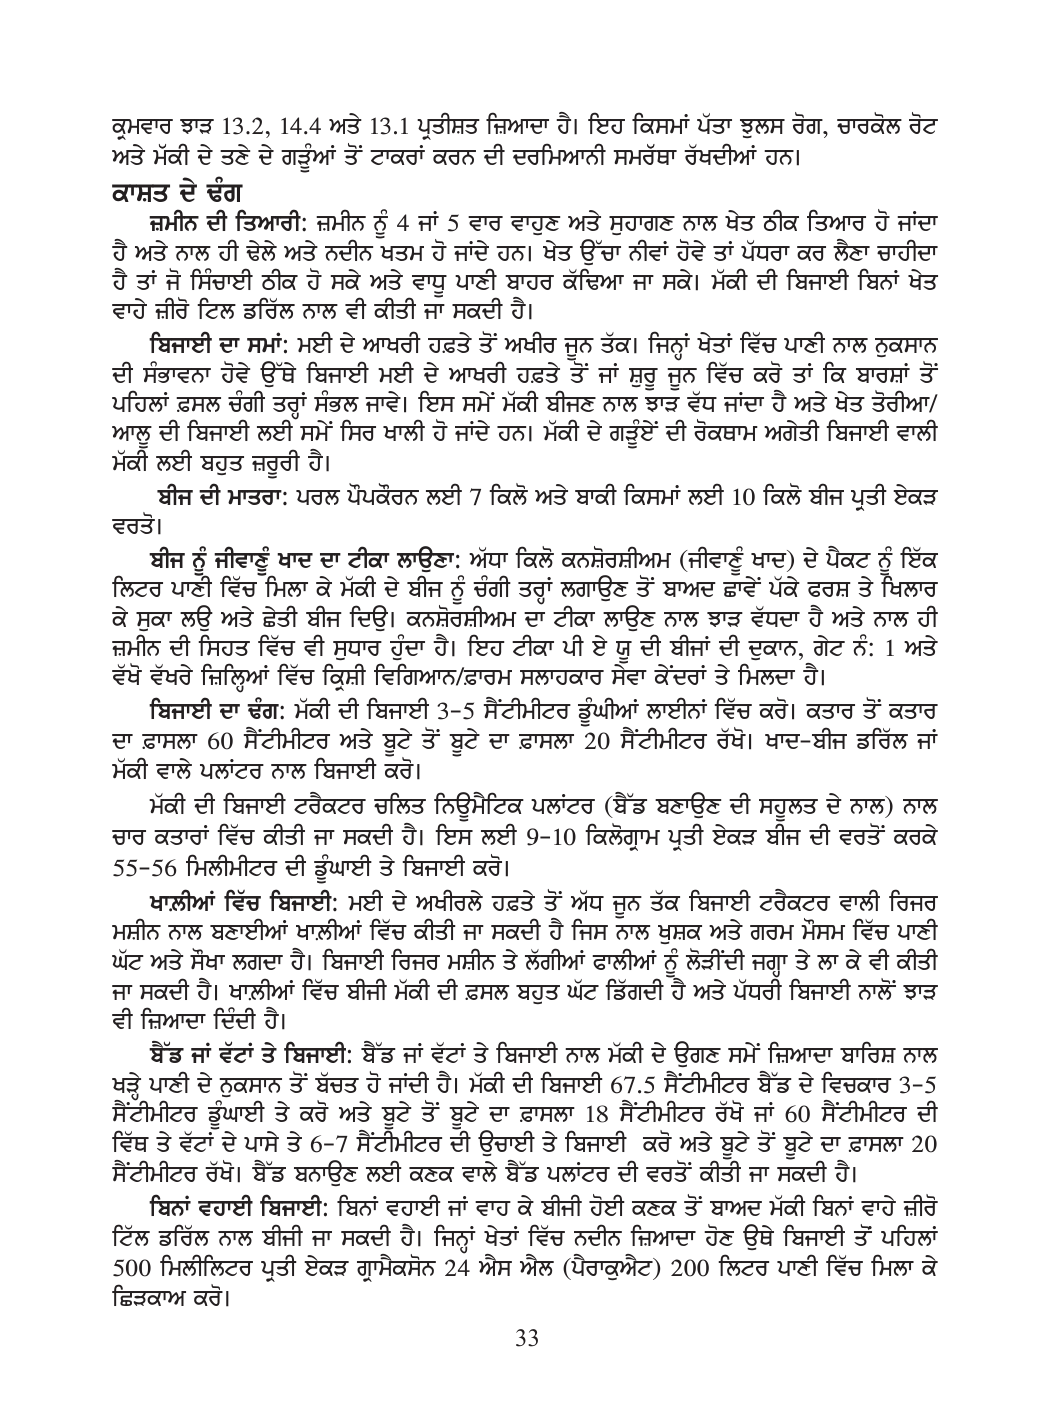 ਕ੍ਰਮਵਾਰ ਝਾੜ 13.2, 14.4 ਅਤੇ 13.1 ਪ੍ਰਤੀਸ਼ਤ ਜ਼ਿਆਦਾ ਹੈ। ਇਹ ਕਿਸਮਾਂ ਪੱਤਾ ਝੁਲਸ ਰੋਗ, ਚਾਰਕੋਲ ਰੋਟ
ਅਤੇ ਮੱਕੀ ਦੇ ਤਣੇ ਦੇ ਗੜੂੰਆਂ ਤੋਂ ਟਾਕਰਾਂ ਕਰਨ ਦੀ ਦਰਮਿਆਨੀ ਸਮਰੱਥਾ ਰੱਖਦੀਆਂ ਹਨ।
ਕਾਸ਼ਤ ਦੇ ਢੰਗ
ਜ਼ਮੀਨ ਦੀ ਤਿਆਰੀ: ਜ਼ਮੀਨ ਨੂੰ 4 ਜਾਂ 5 ਵਾਰ ਵਾਹੁਣ ਅਤੇ ਸੁਹਾਗਣ ਨਾਲ ਖੇਤ ਠੀਕ ਤਿਆਰ ਹੋ ਜਾਂਦਾ
ਹੈ ਅਤੇ ਨਾਲ ਹੀ ਢੇਲੇ ਅਤੇ ਨਦੀਨ ਖਤਮ ਹੋ ਜਾਂਦੇ ਹਨ। ਖੇਤ ਉੱਚਾ ਨੀਵਾਂ ਹੋਵੇ ਤਾਂ ਪੱਧਰਾ ਕਰ ਲੈਣਾ ਚਾਹੀਦਾ
ਹੈ ਤਾਂ ਜੋ ਸਿੰਚਾਈ ਠੀਕ ਹੋ ਸਕੇ ਅਤੇ ਵਾਧੂ ਪਾਣੀ ਬਾਹਰ ਕੱਢਿਆ ਜਾ ਸਕੇ। ਮੱਕੀ ਦੀ ਬਿਜਾਈ ਬਿਨਾਂ ਖੇਤ
ਵਾਹੇ ਜ਼ੀਰੋ ਟਿਲ ਡਰਿੱਲ ਨਾਲ ਵੀ ਕੀਤੀ ਜਾ ਸਕਦੀ ਹੈ।
ਬਿਜਾਈ ਦਾ ਸਮਾਂ: ਮਈ ਦੇ ਆਖਰੀ ਹਫ਼ਤੇ ਤੋਂ ਅਖੀਰ ਜੂਨ ਤੱਕ। ਜਿਨ੍ਹਾਂ ਖੇਤਾਂ ਵਿੱਚ ਪਾਣੀ ਨਾਲ ਨੁਕਸਾਨ
ਦੀ ਸੰਭਾਵਨਾ ਹੋਵੇ ਉੱਥੇ ਬਿਜਾਈ ਮਈ ਦੇ ਆਖਰੀ ਹਫ਼ਤੇ ਤੋਂ ਜਾਂ ਸ਼ੁਰੂ ਜੂਨ ਵਿੱਚ ਕਰੋ ਤਾਂ ਕਿ ਬਾਰਸ਼ਾਂ ਤੋਂ
ਪਹਿਲਾਂ ਫ਼ਸਲ ਚੰਗੀ ਤਰ੍ਹਾਂ ਸੰਭਲ ਜਾਵੇ। ਇਸ ਸਮੇਂ ਮੱਕੀ ਬੀਜਣ ਨਾਲ ਝਾੜ ਵੱਧ ਜਾਂਦਾ ਹੈ ਅਤੇ ਖੇਤ ਤੋਰੀਆ/
ਆਲੂ ਦੀ ਬਿਜਾਈ ਲਈ ਸਮੇਂ ਸਿਰ ਖਾਲੀ ਹੋ ਜਾਂਦੇ ਹਨ। ਮੱਕੀ ਦੇ ਗੜੂੰਏਂ ਦੀ ਰੋਕਥਾਮ ਅਗੇਤੀ ਬਿਜਾਈ ਵਾਲੀ
ਮੱਕੀ ਲਈ ਬਹੁਤ ਜ਼ਰੂਰੀ ਹੈ।
ਬੀਜ ਦੀ ਮਾਤਰਾ: ਪਰਲ ਪੌਪਕੌਰਨ ਲਈ 7 ਕਿਲੋ ਅਤੇ ਬਾਕੀ ਕਿਸਮਾਂ ਲਈ 10 ਕਿਲੋ ਬੀਜ ਪ੍ਰਤੀ ਏਕੜ
ਵਰਤੋ।
ਬੀਜ ਨੂੰ ਜੀਵਾਣੂੰ ਖਾਦ ਦਾ ਟੀਕਾ ਲਾਉਣਾ: ਅੱਧਾ ਕਿਲੋ ਕਨਸ਼ੋਰਸ਼ੀਅਮ (ਜੀਵਾਣੂੰ ਖਾਦ) ਦੇ ਪੈਕਟ ਨੂੰ ਇੱਕ
ਲਿਟਰ ਪਾਣੀ ਵਿੱਚ ਮਿਲਾ ਕੇ ਮੱਕੀ ਦੇ ਬੀਜ ਨੂੰ ਚੰਗੀ ਤਰ੍ਹਾਂ ਲਗਾਉਣ ਤੋਂ ਬਾਅਦ ਛਾਵੇਂ ਪੱਕੇ ਫਰਸ਼ ਤੇ ਖਿਲਾਰ
ਕੇ ਸੁਕਾ ਲਉ ਅਤੇ ਛੇਤੀ ਬੀਜ ਦਿਉ। ਕਨਸ਼ੋਰਸ਼ੀਅਮ ਦਾ ਟੀਕਾ ਲਾਉਣ ਨਾਲ ਝਾੜ ਵੱਧਦਾ ਹੈ ਅਤੇ ਨਾਲ ਹੀ
ਜ਼ਮੀਨ ਦੀ ਸਿਹਤ ਵਿੱਚ ਵੀ ਸੁਧਾਰ ਹੁੰਦਾ ਹੈ। ਇਹ ਟੀਕਾ ਪੀ ਏ ਯੂ ਦੀ ਬੀਜਾਂ ਦੀ ਦੁਕਾਨ, ਗੇਟ ਨੰ: 1 ਅਤੇ
ਵੱਖੋ ਵੱਖਰੇ ਜ਼ਿਲ੍ਹਿਆਂ ਵਿੱਚ ਕ੍ਰਿਸ਼ੀ ਵਿਗਿਆਨ/ਫ਼ਾਰਮ ਸਲਾਹਕਾਰ ਸੇਵਾ ਕੇਂਦਰਾਂ ਤੇ ਮਿਲਦਾ ਹੈ।
ਬਿਜਾਈ ਦਾ ਢੰਗ: ਮੱਕੀ ਦੀ ਬਿਜਾਈ 3-5 ਸੈਂਟੀਮੀਟਰ ਡੂੰਘੀਆਂ ਲਾਈਨਾਂ ਵਿੱਚ ਕਰੋ। ਕਤਾਰ ਤੋਂ ਕਤਾਰ
ਦਾ ਫ਼ਾਸਲਾ 60 ਸੈਂਟੀਮੀਟਰ ਅਤੇ ਬੂਟੇ ਤੋਂ ਬੂਟੇ ਦਾ ਫ਼ਾਸਲਾ 20 ਸੈਂਟੀਮੀਟਰ ਰੱਖੋ। ਖਾਦ-ਬੀਜ ਡਰਿੱਲ ਜਾਂ
ਮੱਕੀ ਵਾਲੇ ਪਲਾਂਟਰ ਨਾਲ ਬਿਜਾਈ ਕਰੋ।
ਮੱਕੀ ਦੀ ਬਿਜਾਈ ਟਰੈਕਟਰ ਚਲਿਤ ਨਿਊਮੈਟਿਕ ਪਲਾਂਟਰ (ਬੈੱਡ ਬਣਾਉਣ ਦੀ ਸਹੂਲਤ ਦੇ ਨਾਲ) ਨਾਲ
ਚਾਰ ਕਤਾਰਾਂ ਵਿੱਚ ਕੀਤੀ ਜਾ ਸਕਦੀ ਹੈ। ਇਸ ਲਈ 9-10 ਕਿਲੋਗ੍ਰਾਮ ਪ੍ਰਤੀ ਏਕੜ ਬੀਜ ਦੀ ਵਰਤੋਂ ਕਰਕੇ
55-56 ਮਿਲੀਮੀਟਰ ਦੀ ਡੂੰਘਾਈ ਤੇ ਬਿਜਾਈ ਕਰੋ।
ਖਾਲ਼ੀਆਂ ਵਿੱਚ ਬਿਜਾਈ: ਮਈ ਦੇ ਅਖੀਰਲੇ ਹਫ਼ਤੇ ਤੋਂ ਅੱਧ ਜੂਨ ਤੱਕ ਬਿਜਾਈ ਟਰੈਕਟਰ ਵਾਲੀ ਰਿਜਰ
ਮਸ਼ੀਨ ਨਾਲ ਬਣਾਈਆਂ ਖਾਲ਼ੀਆਂ ਵਿੱਚ ਕੀਤੀ ਜਾ ਸਕਦੀ ਹੈ ਜਿਸ ਨਾਲ ਖੁਸ਼ਕ ਅਤੇ ਗਰਮ ਮੌਸਮ ਵਿੱਚ ਪਾਣੀ
ਘੱਟ ਅਤੇ ਸੌਖਾ ਲਗਦਾ ਹੈ। ਬਿਜਾਈ ਰਿਜਰ ਮਸ਼ੀਨ ਤੇ ਲੱਗੀਆਂ ਫਾਲੀਆਂ ਨੂੰ ਲੋੜੀਂਦੀ ਜਗ੍ਹਾ ਤੇ ਲਾ ਕੇ ਵੀ ਕੀਤੀ
ਜਾ ਸਕਦੀ ਹੈ। ਖਾਲ਼ੀਆਂ ਵਿੱਚ ਬੀਜੀ ਮੱਕੀ ਦੀ ਫ਼ਸਲ ਬਹੁਤ ਘੱਟ ਡਿੱਗਦੀ ਹੈ ਅਤੇ ਪੱਧਰੀ ਬਿਜਾਈ ਨਾਲੋਂ ਝਾੜ
ਵੀ ਜ਼ਿਆਦਾ ਦਿੰਦੀ ਹੈ।
ਬੈੱਡ ਜਾਂ ਵੱਟਾਂ ਤੇ ਬਿਜਾਈ: ਬੈੱਡ ਜਾਂ ਵੱਟਾਂ ਤੇ ਬਿਜਾਈ ਨਾਲ ਮੱਕੀ ਦੇ ਉਗਣ ਸਮੇਂ ਜ਼ਿਆਦਾ ਬਾਰਿਸ਼ ਨਾਲ
ਖੜ੍ਹੇ ਪਾਣੀ ਦੇ ਨੁਕਸਾਨ ਤੋਂ ਬੱਚਤ ਹੋ ਜਾਂਦੀ ਹੈ। ਮੱਕੀ ਦੀ ਬਿਜਾਈ 67.5 ਸੈਂਟੀਮੀਟਰ ਬੈੱਡ ਦੇ ਵਿਚਕਾਰ 3-5
ਸੈਂਟੀਮੀਟਰ ਡੂੰਘਾਈ ਤੇ ਕਰੋ ਅਤੇ ਬੂਟੇ ਤੋਂ ਬੂਟੇ ਦਾ ਫ਼ਾਸਲਾ 18 ਸੈਂਟੀਮੀਟਰ ਰੱਖੋ ਜਾਂ 60 ਸੈਂਟੀਮੀਟਰ ਦੀ
ਵਿੱਥ ਤੇ ਵੱਟਾਂ ਦੇ ਪਾਸੇ ਤੇ 6-7 ਸੈਂਟੀਮੀਟਰ ਦੀ ਉਚਾਈ ਤੇ ਬਿਜਾਈ ਕਰੋ ਅਤੇ ਬੂਟੇ ਤੋਂ ਬੂਟੇ ਦਾ ਫ਼ਾਸਲਾ 20
ਸੈਂਟੀਮੀਟਰ ਰੱਖੋ। ਬੈੱਡ ਬਨਾਉਣ ਲਈ ਕਣਕ ਵਾਲੇ ਬੈੱਡ ਪਲਾਂਟਰ ਦੀ ਵਰਤੋਂ ਕੀਤੀ ਜਾ ਸਕਦੀ ਹੈ।
ਬਿਨਾਂ ਵਹਾਈ ਬਿਜਾਈ: ਬਿਨਾਂ ਵਹਾਈ ਜਾਂ ਵਾਹ ਕੇ ਬੀਜੀ ਹੋਈ ਕਣਕ ਤੋਂ ਬਾਅਦ ਮੱਕੀ ਬਿਨਾਂ ਵਾਹੇ ਜ਼ੀਰੋ
ਟਿੱਲ ਡਰਿੱਲ ਨਾਲ ਬੀਜੀ ਜਾ ਸਕਦੀ ਹੈ। ਜਿਨ੍ਹਾਂ ਖੇਤਾਂ ਵਿੱਚ ਨਦੀਨ ਜ਼ਿਆਦਾ ਹੋਣ ਉਥੇ ਬਿਜਾਈ ਤੋਂ ਪਹਿਲਾਂ
500 ਮਿਲੀਲਿਟਰ ਪ੍ਰਤੀ ਏਕੜ ਗ੍ਰਾਮੈਕਸੋਨ 24 ਐਸ ਐਲ (ਪੈਰਾਕੁਐਟ) 200 ਲਿਟਰ ਪਾਣੀ ਵਿੱਚ ਮਿਲਾ ਕੇ
ਛਿੜਕਾਅ ਕਰੋ।
33